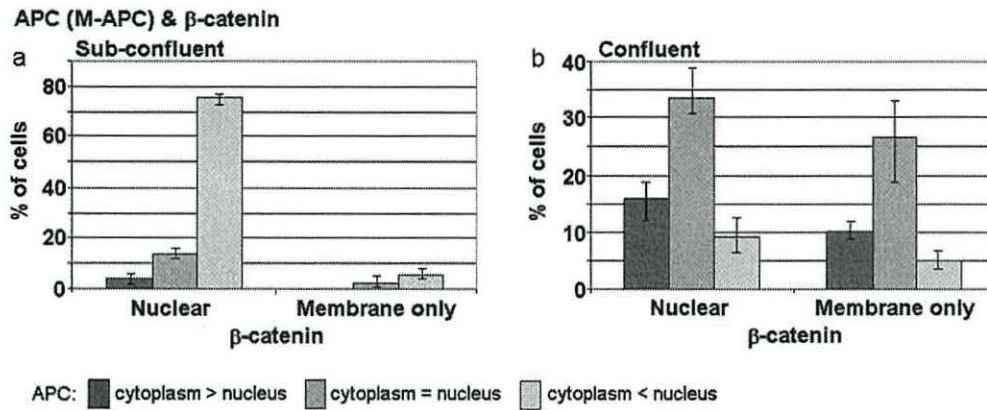 APC (M-APC) & β-catenin
a Sub-confluent
80
60
40
20
0
% of cells
Nuclear Membrane only
β-catenin
b Confluent
40
30
20
10
0
% of cells
Nuclear Membrane only
β-catenin
APC: cytoplasm > nucleus cytoplasm = nucleus cytoplasm < nucleus